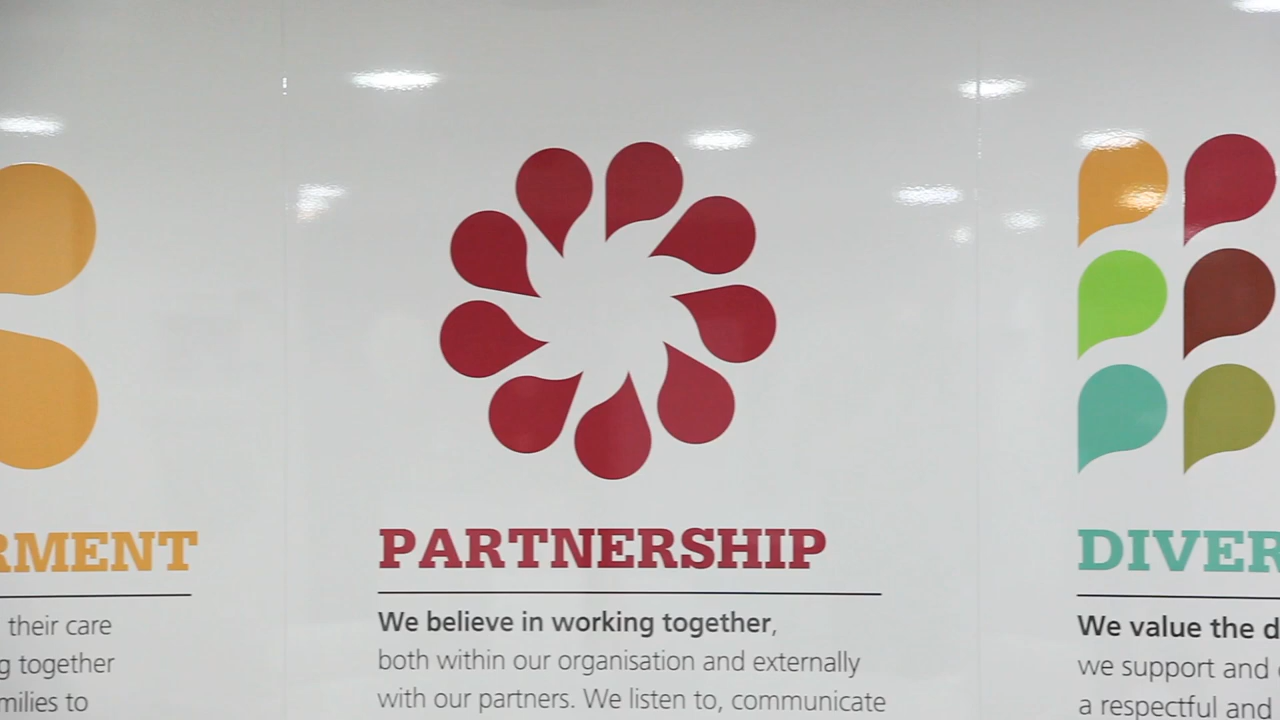 RMENT
their care
g together
milies to
PARTNERSHIP
We believe in working together,
both within our organisation and externally
with our partners. We listen to, communicate
DIVER
We value the d
we support and
a respectful and